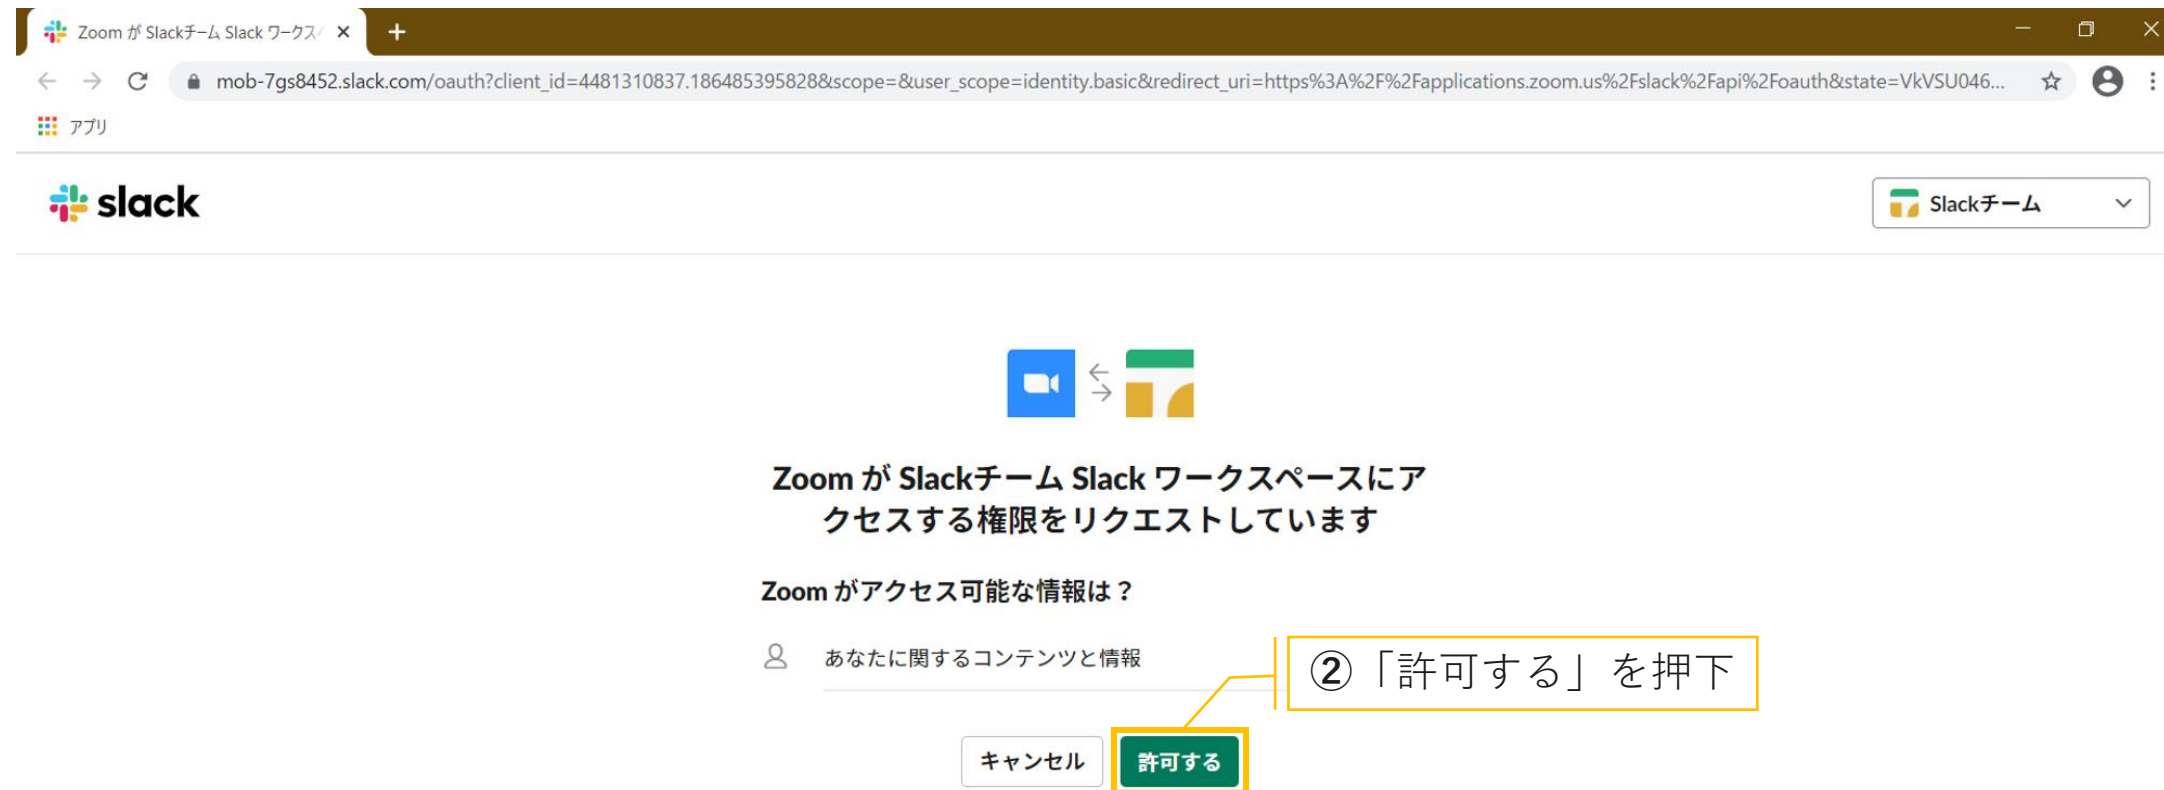 Zoom が Slackチーム Slack ワークスペ
mob-7gs8452.slack.com/oauth?client_id=4481310837.186485395828&scope=&user_scope=identity.basic&redirect_uri=https%3A%2F%2Fapplications.zoom.us%2Fslack%2Fapi%2Foauth&state=VkVSU046...
アプリ
slack
Slackチーム
Zoom が Slackチーム Slack ワークスペースにア
クセスする権限をリクエストしています
Zoom がアクセス可能な情報は？
あなたに関するコンテンツと情報
②「許可する」を押下
キャンセル
許可する